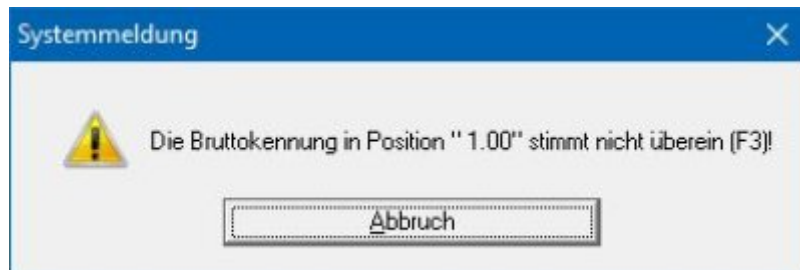 Systemmeldung
Die Bruttokennung in Position " 1.00" stimmt nicht überein (F3)!
Abbruch